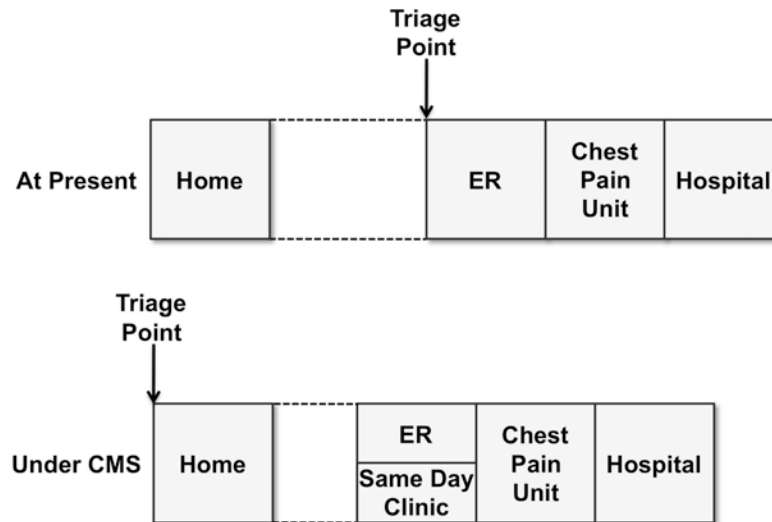 Triage
Point
At Present
Home
ER
Chest
Pain
Unit
Hospital
Triage
Point
Under CMS
Home
ER
Same Day
Clinic
Chest
Pain
Unit
Hospital